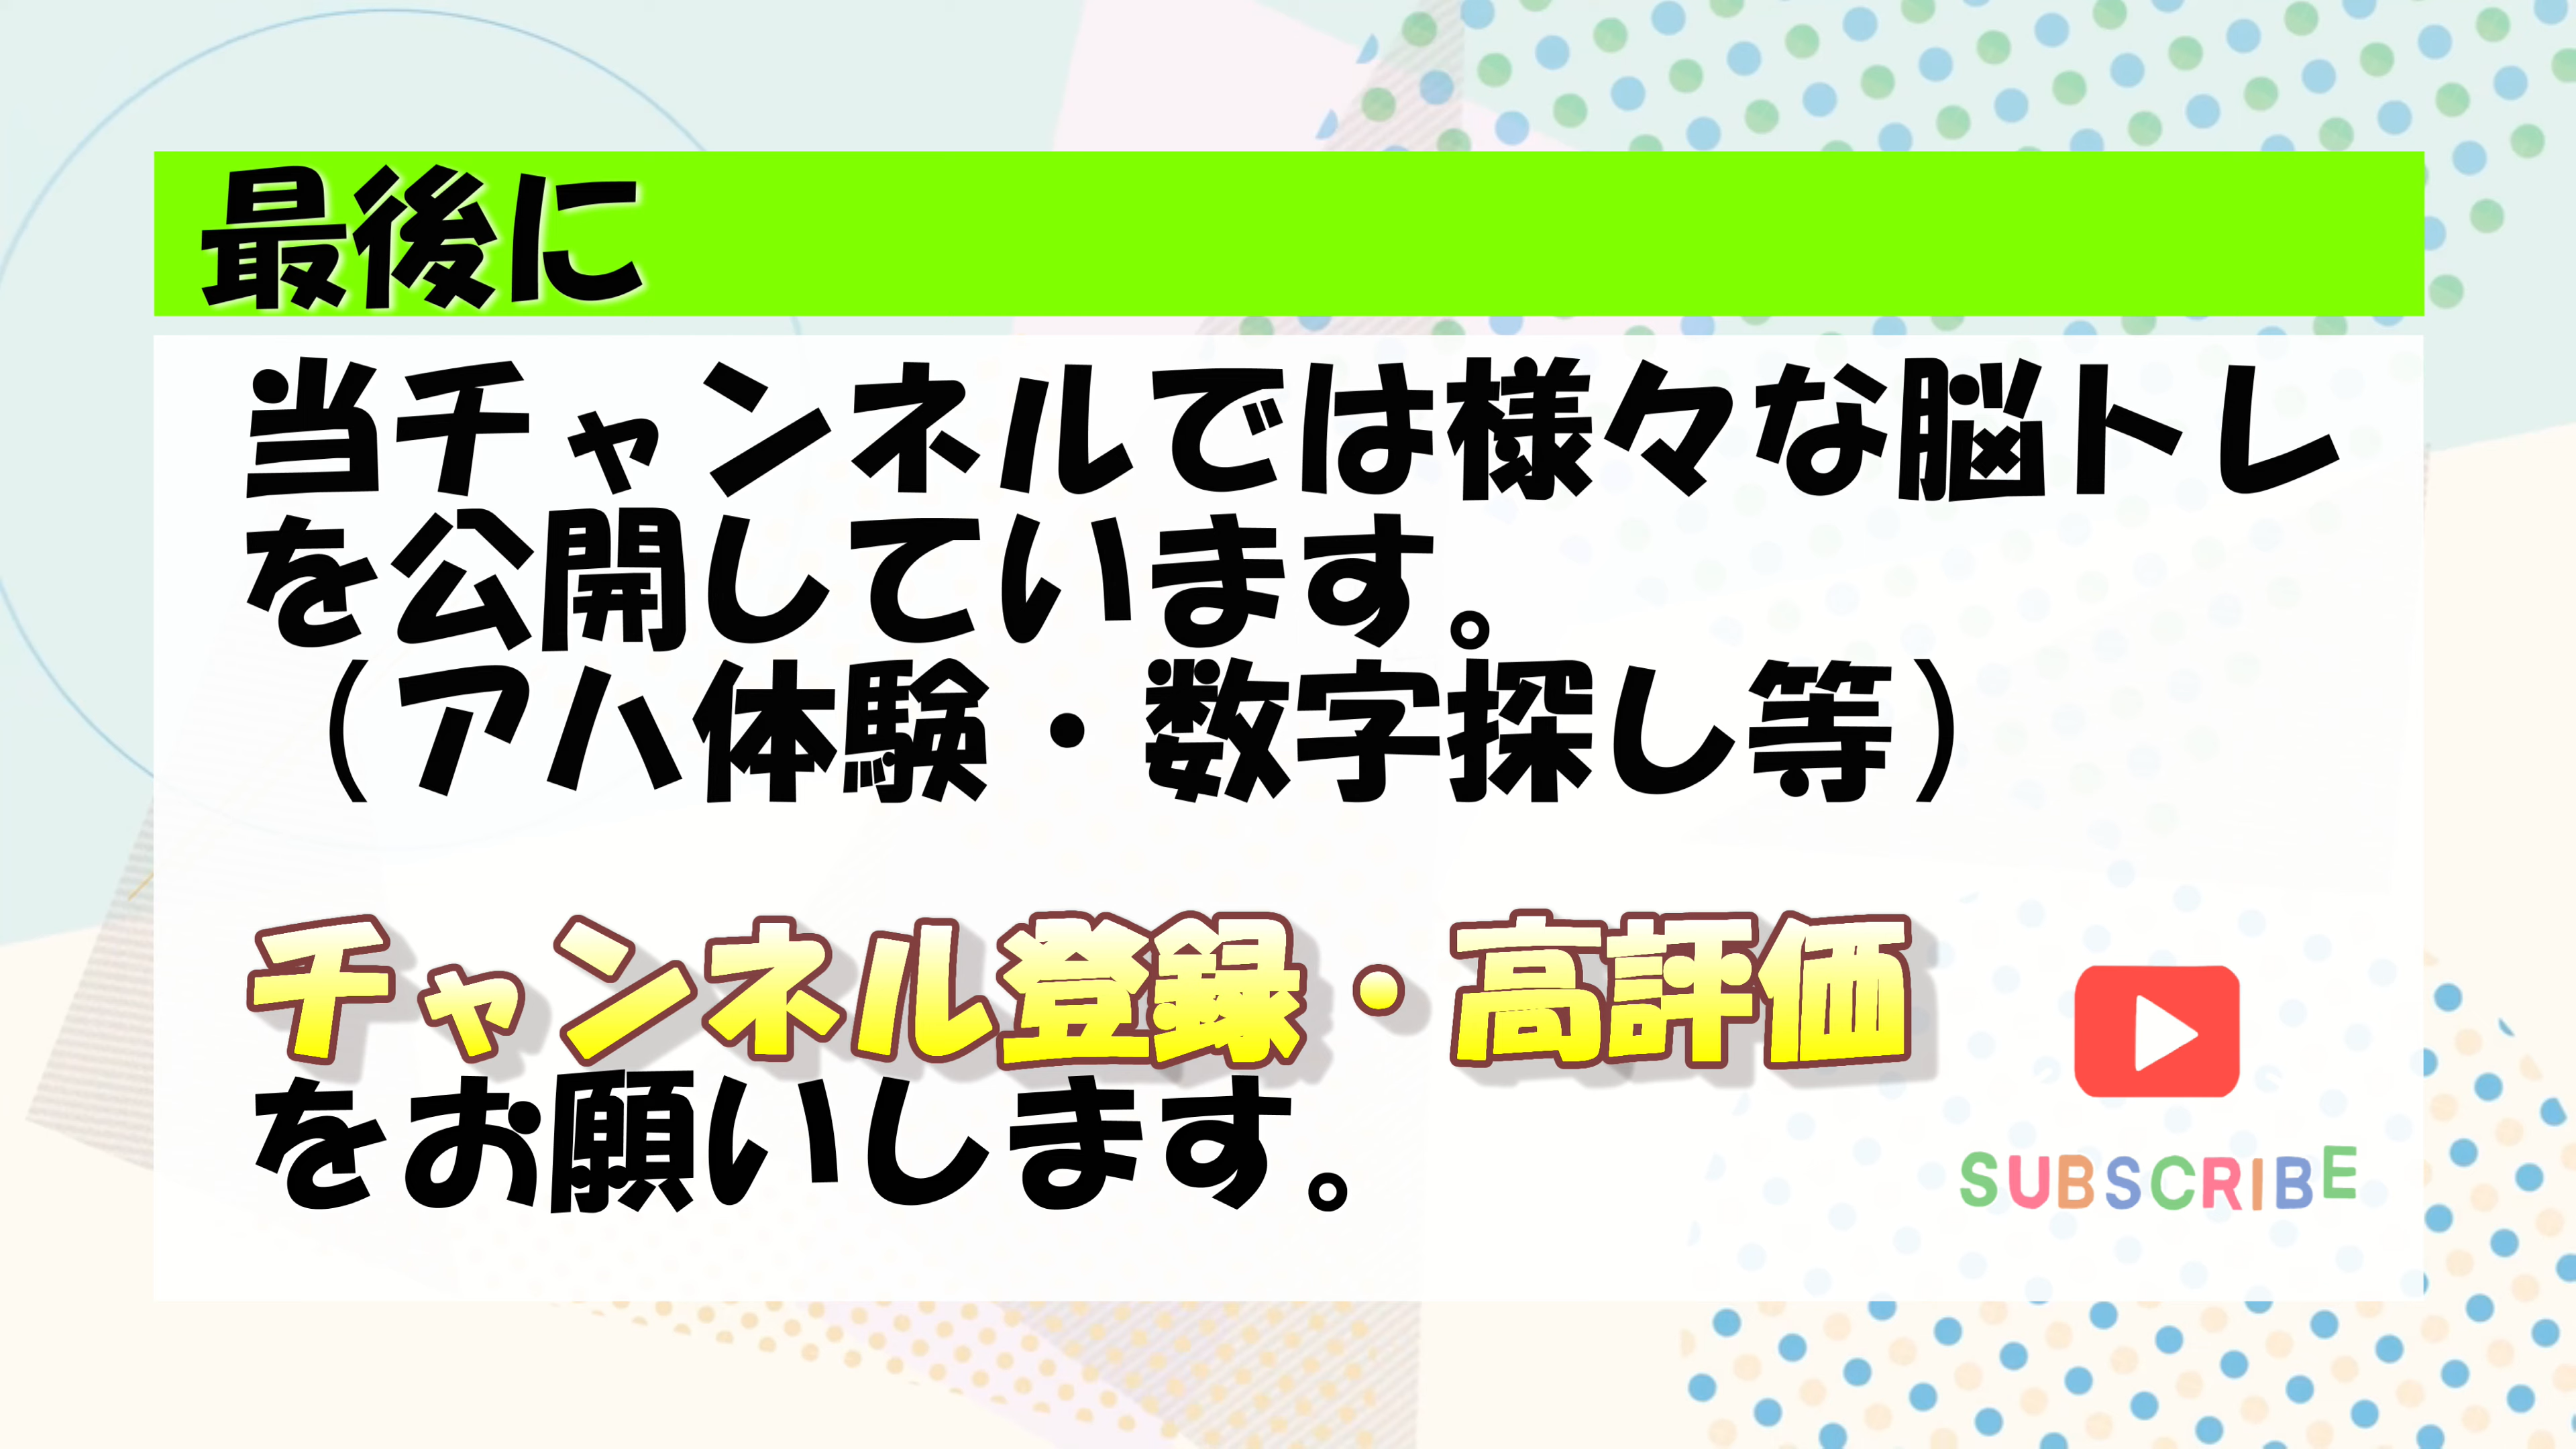 最後に
当チャンネルでは様々な脳トレ
を公開しています。
（アハ体験・数字探し等）
チャンネル登録・高評価
をお願いします。
SUBSCRIBE